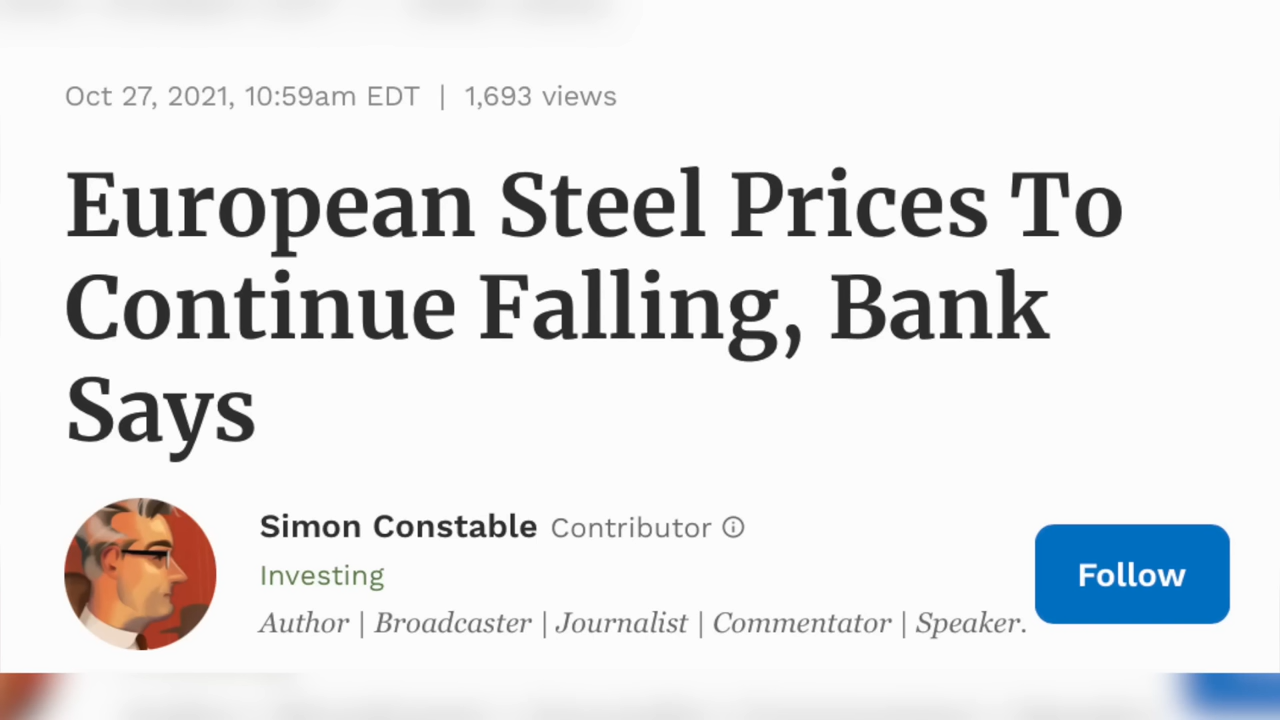 Oct 27, 2021, 10:59am EDT | 1,693 views
European Steel Prices To
Continue Falling, Bank
Says
Simon Constable Contributor ⓘ
Investing
Author | Broadcaster | Journalist | Commentator | Speaker.
Follow